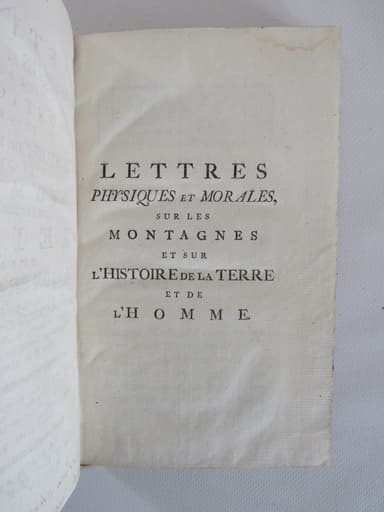 LETTRES
PHYSIQUES ET MORALES,
SUR LES
MONTAGNES
ET SUR
L'HISTOIRE DE LA TERRE
ET DE
L'HOMME.